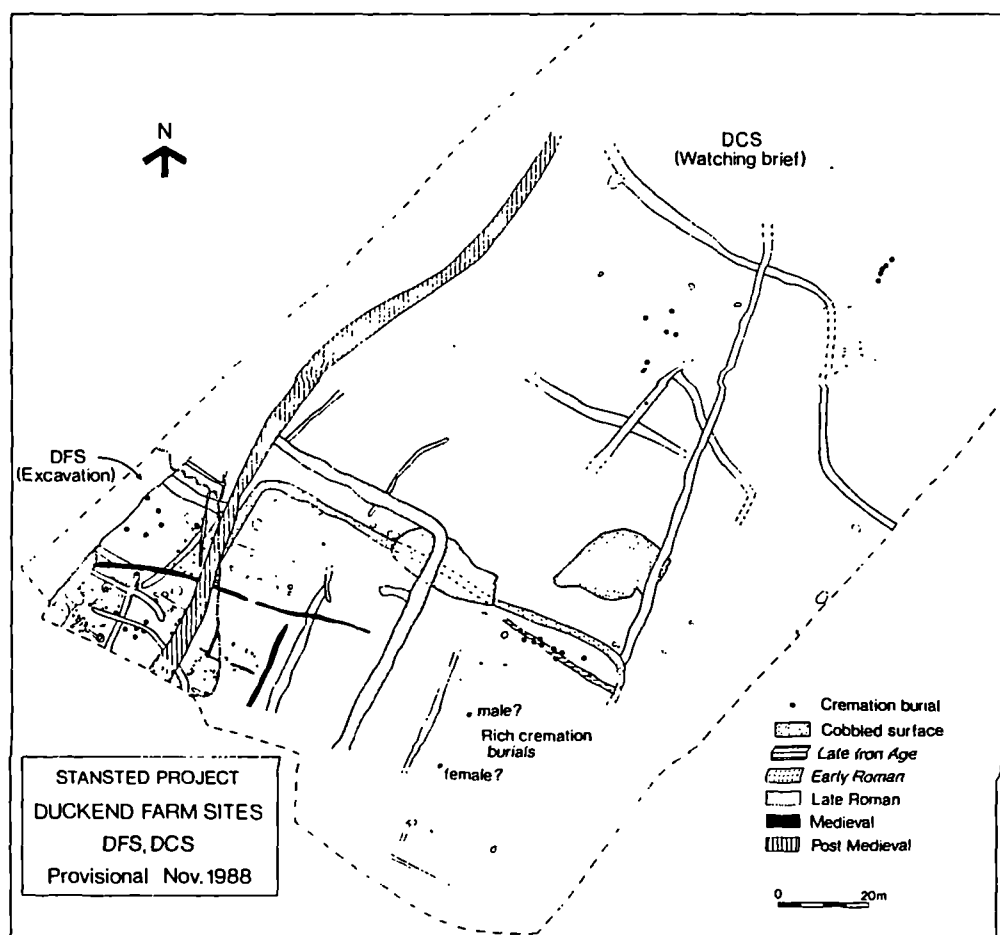 N
DCS
(Watching brief)
DFS
(Excavation)
male?
Rich cremation
burials
female?
STANSTED PROJECT
DUCKEND FARM SITES
DFS, DCS
Provisional Nov. 1988
Cremation burial
Cobbled surface
Late Iron Age
Early Roman
Late Roman
Medieval
Post Medieval
0 20m